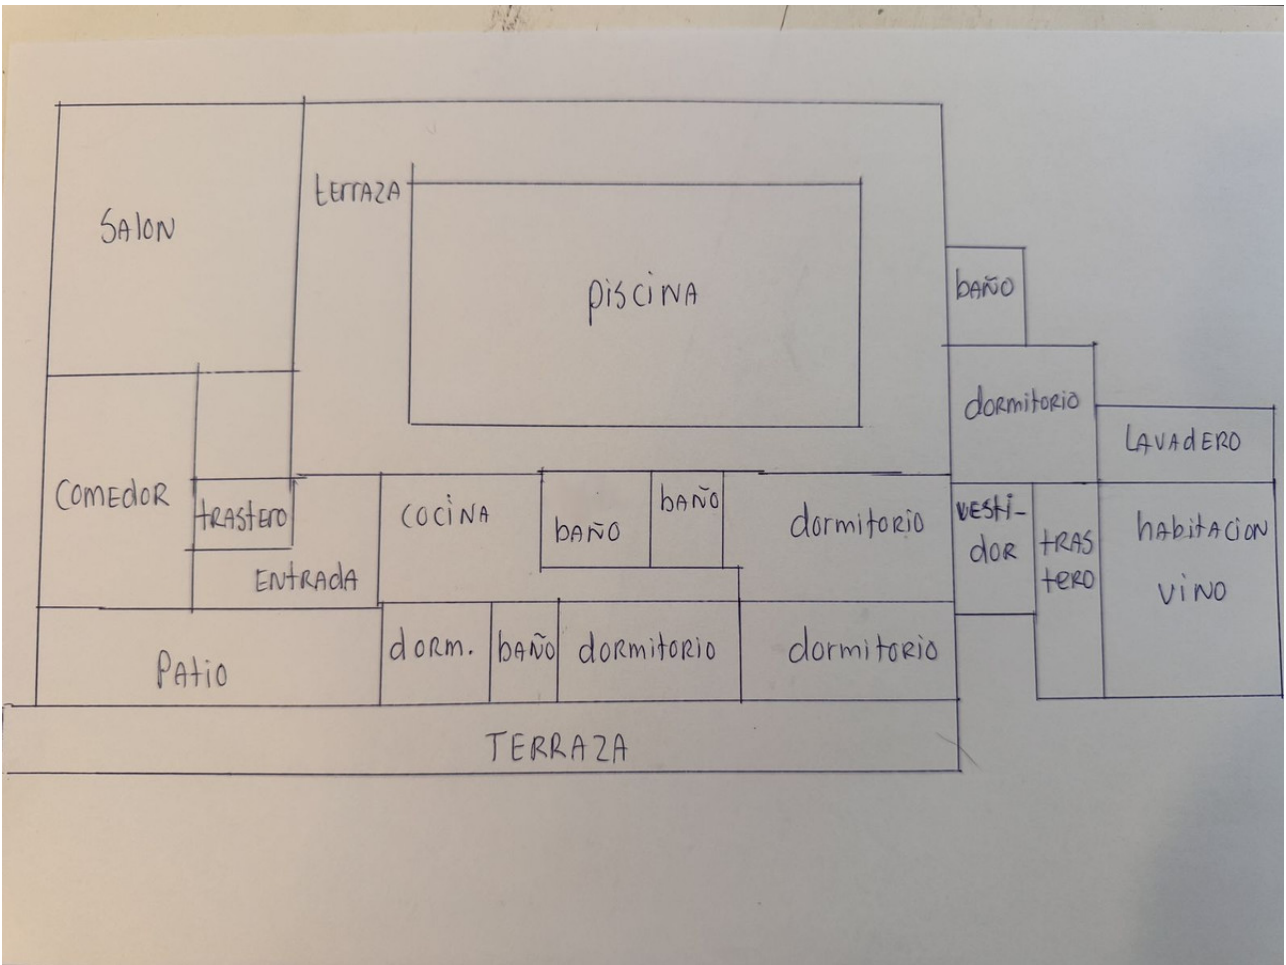 terraza
SALON
piscina
baño
dormitorio
LAVADERO
COMEDOR
trastero
COCINA
baño
baño
dormitorio
VESTI-
DOR
tRAS
tERO
habitacion
VINO
ENTRADA
PATIO
dorm.
baño
dormitorio
dormitorio
TERRAZA